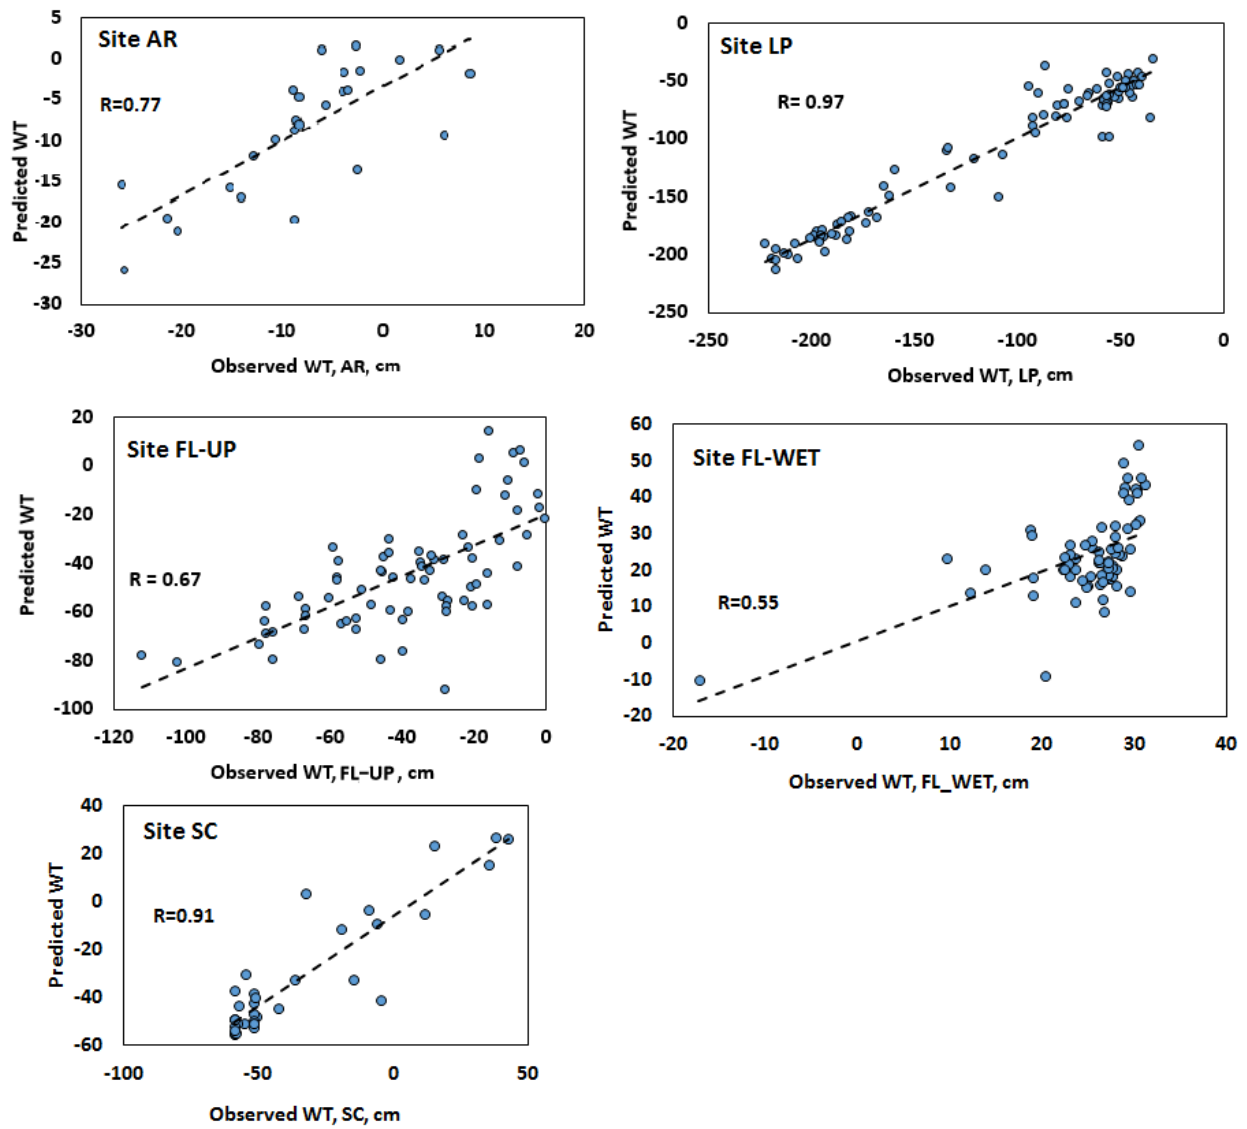 Site AR
R=0.77
Predicted WT
5
0
-5
-10
-15
-20
-25
-30
-30 -20 -10 0 10 20
Observed WT, AR, cm
Site LP
R= 0.97
Predicted WT
0
-50
-100
-150
-200
-250
-250 -200 -150 -100 -50 0
Observed WT, LP, cm
Site FL-UP
R = 0.67
Predicted WT
20
0
-20
-40
-60
-80
-100
-120 -100 -80 -60 -40 -20 0
Observed WT, FL-UP , cm
Site FL-WET
R=0.55
Predicted WT
60
50
40
30
20
10
0
-10
-20
-20 -10 0 10 20 30 40
Observed WT, FL_WET, cm
Site SC
R=0.91
Predicted WT
40
20
0
-20
-40
-60
-100 -50 0 50
Observed WT, SC, cm